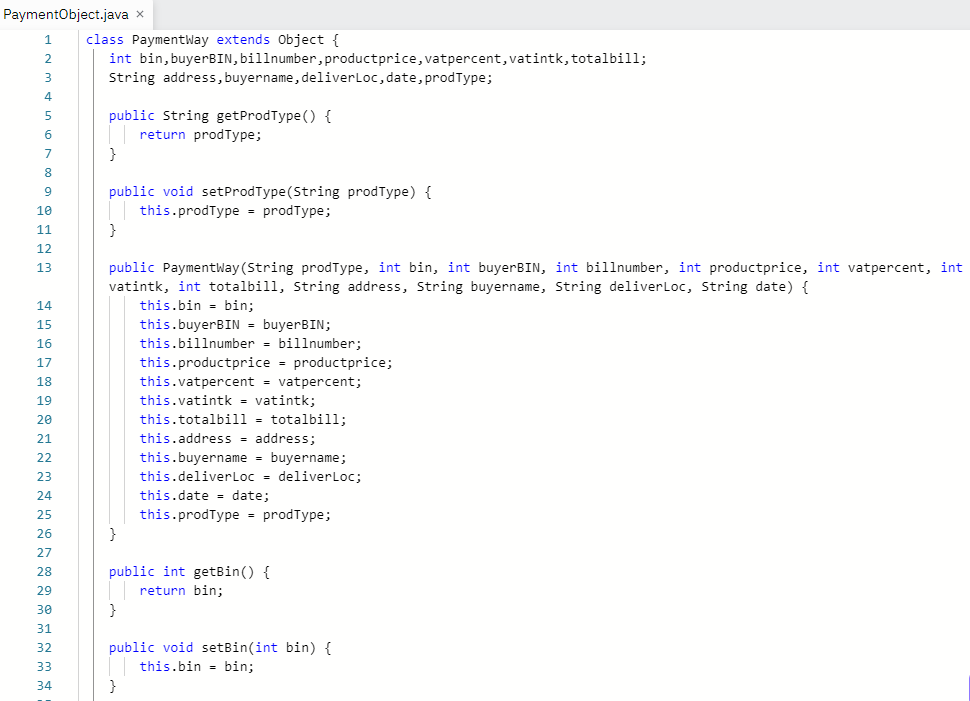 PaymentObject.java ×
1 class PaymentWay extends Object {
2 int bin,buyerBIN,billnumber,productprice,vatpercent,vatintk,totalbill;
3 String address,buyername,deliverLoc,date,prodType;
4
5 public String getProdType() {
6 return prodType;
7 }
8
9 public void setProdType(String prodType) {
10 this.prodType = prodType;
11 }
12
13 public PaymentWay(String prodType, int bin, int buyerBIN, int billnumber, int productprice, int vatpercent, int
vatintk, int totalbill, String address, String buyername, String deliverLoc, String date) {
14 this.bin = bin;
15 this.buyerBIN = buyerBIN;
16 this.billnumber = billnumber;
17 this.productprice = productprice;
18 this.vatpercent = vatpercent;
19 this.vatintk = vatintk;
20 this.totalbill = totalbill;
21 this.address = address;
22 this.buyername = buyername;
23 this.deliverLoc = deliverLoc;
24 this.date = date;
25 this.prodType = prodType;
26 }
27
28 public int getBin() {
29 return bin;
30 }
31
32 public void setBin(int bin) {
33 this.bin = bin;
34 }